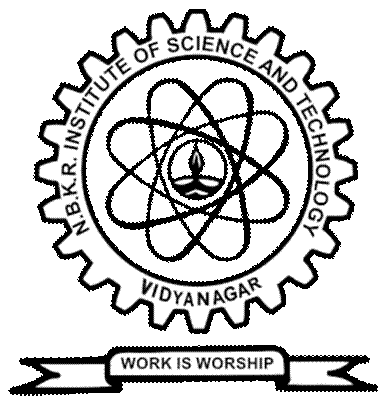 N.B.K.R. INSTITUTE OF SCIENCE AND TECHNOLOGY
VIDYANAGAR
WORK IS WORSHIP